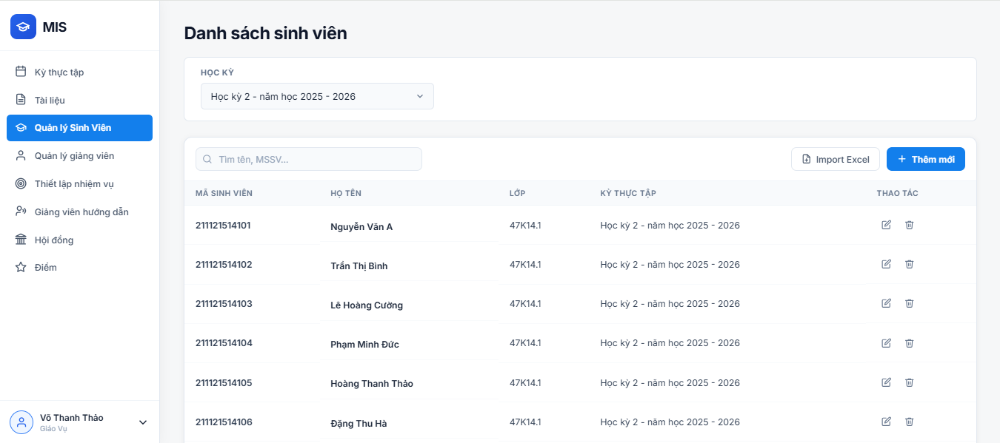 MIS
Kỳ thực tập
Tài liệu
Quản lý Sinh Viên
Quản lý giảng viên
Thiết lập nhiệm vụ
Giảng viên hướng dẫn
Hội đồng
Điểm
Võ Thanh Thảo
Giáo Vụ
Danh sách sinh viên
HỌC KỲ
Học kỳ 2 - năm học 2025 - 2026
Tìm tên, MSSV...
Import Excel
+ Thêm mới
MÃ SINH VIÊN HỌ TÊN LỚP KỲ THỰC TẬP THAO TÁC
211121514101 Nguyễn Văn A 47K14.1 Học kỳ 2 - năm học 2025 - 2026
211121514102 Trần Thị Bình 47K14.1 Học kỳ 2 - năm học 2025 - 2026
211121514103 Lê Hoàng Cường 47K14.1 Học kỳ 2 - năm học 2025 - 2026
211121514104 Phạm Minh Đức 47K14.1 Học kỳ 2 - năm học 2025 - 2026
211121514105 Hoàng Thanh Thảo 47K14.1 Học kỳ 2 - năm học 2025 - 2026
211121514106 Đặng Thu Hà 47K14.1 Học kỳ 2 - năm học 2025 - 2026